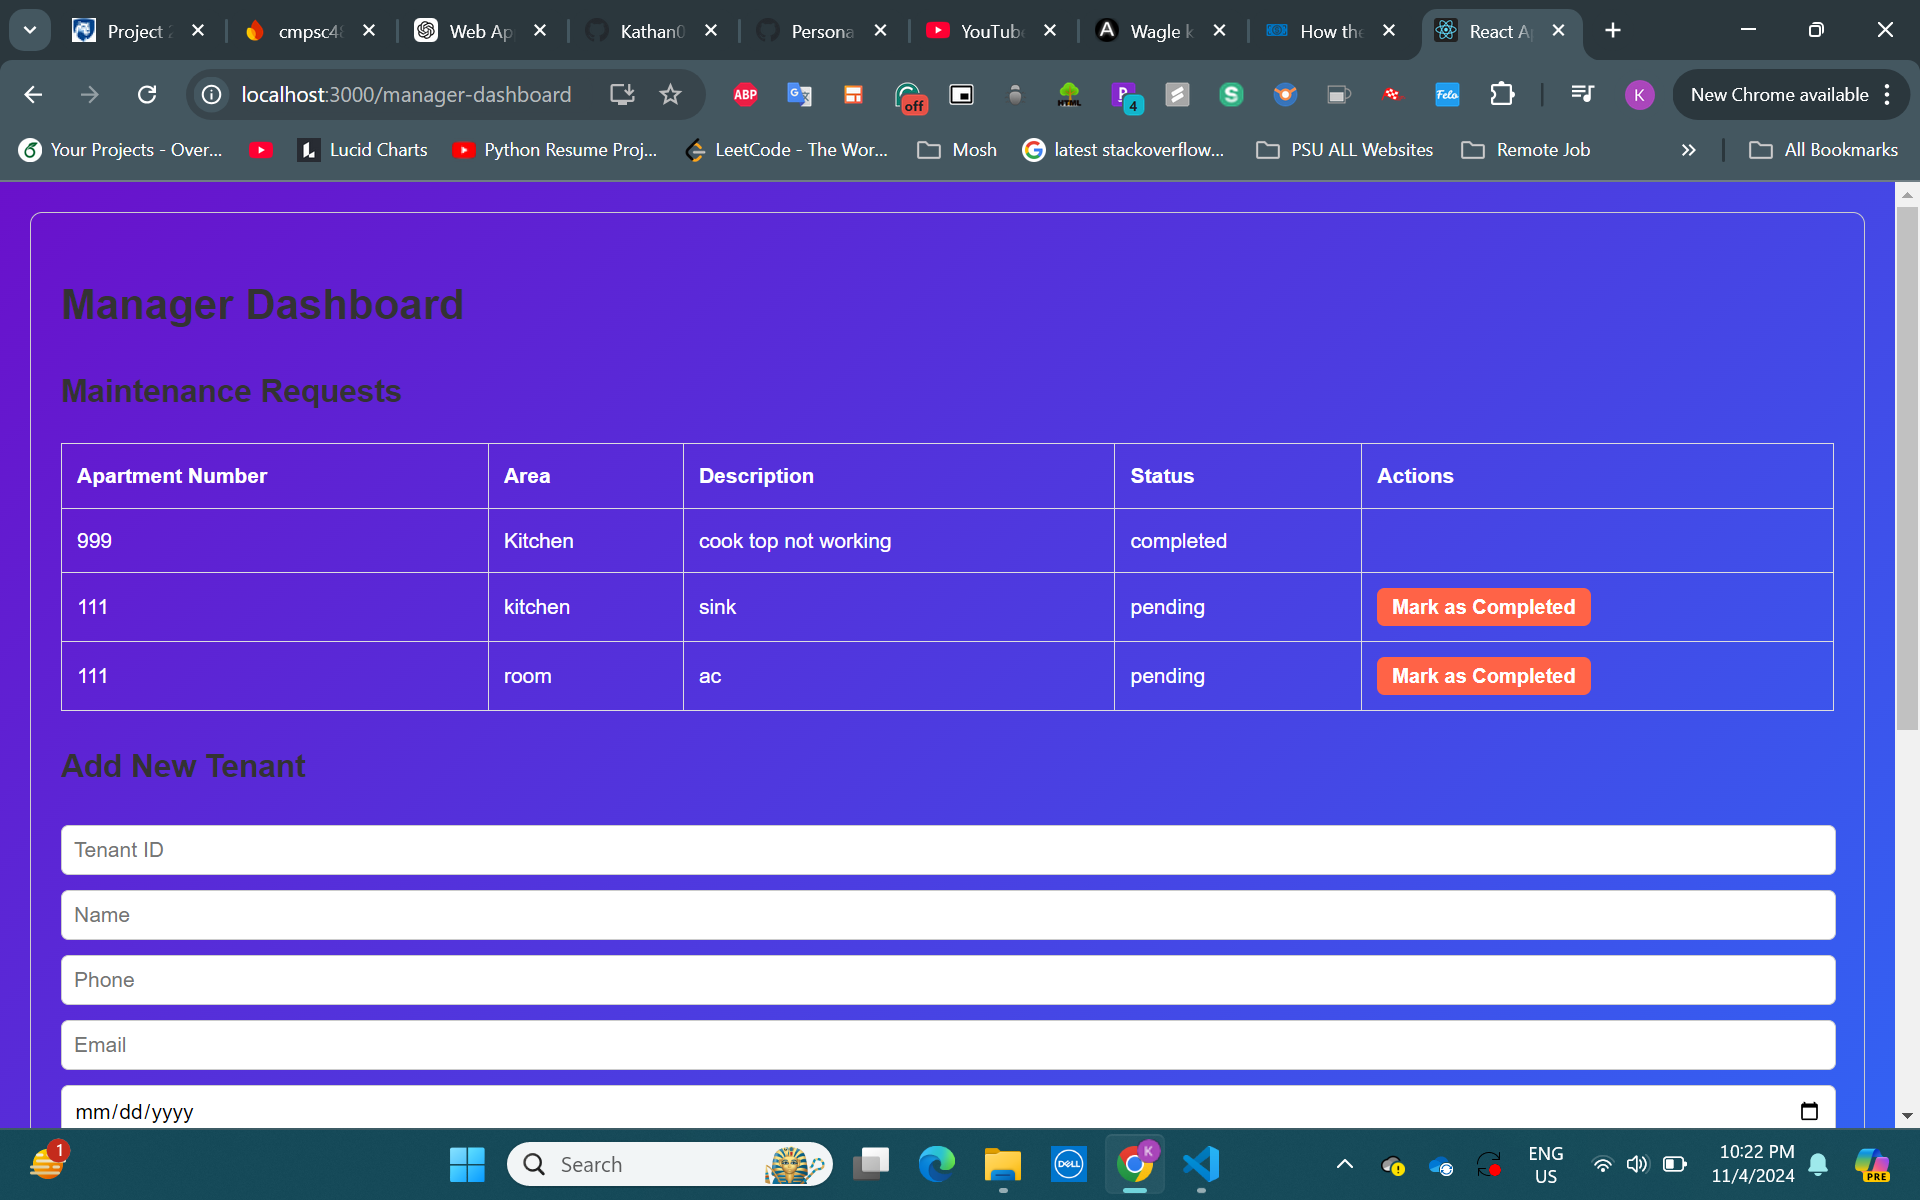 Project 2
cmpsc48
Web Ap
Kathan0
Persona
YouTub
Wagle k
How the
React A
localhost:3000/manager-dashboard
ABP
off
HTML
4
Felo
K
New Chrome available
Your Projects - Over...
Lucid Charts
Python Resume Proj...
LeetCode - The Wor...
Mosh
latest stackoverflow...
PSU ALL Websites
Remote Job
All Bookmarks
Manager Dashboard
Maintenance Requests
Apartment Number Area Description Status Actions
999 Kitchen cook top not working completed
111 kitchen sink pending Mark as Completed
111 room ac pending Mark as Completed
Add New Tenant
Tenant ID
Name
Phone
Email
mm/dd/yyyy
1
Search
DELL
K
ENG
US
10:22 PM
11/4/2024
PRE